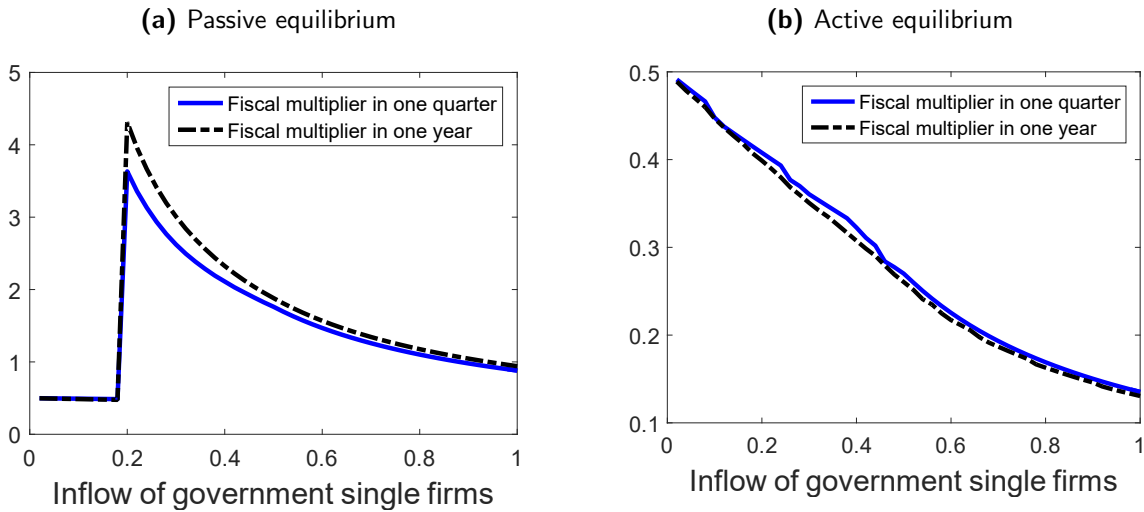 (a) Passive equilibrium
5
4
3
2
1
0
Fiscal multiplier in one quarter
Fiscal multiplier in one year
0 0.2 0.4 0.6 0.8 1
Inflow of government single firms
(b) Active equilibrium
0.5
0.4
0.3
0.2
0.1
Fiscal multiplier in one quarter
Fiscal multiplier in one year
0 0.2 0.4 0.6 0.8 1
Inflow of government single firms